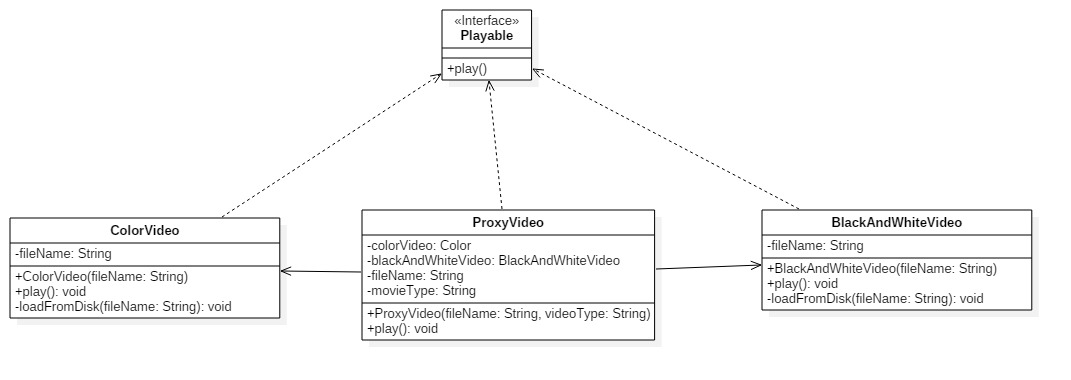 «Interface»
Playable
+play()
ColorVideo
-fileName: String
+ColorVideo(fileName: String)
+play(): void
-loadFromDisk(fileName: String): void
ProxyVideo
-colorVideo: Color
-blackAndWhiteVideo: BlackAndWhiteVideo
-fileName: String
-movieType: String
+ProxyVideo(fileName: String, videoType: String)
+play(): void
BlackAndWhiteVideo
-fileName: String
+BlackAndWhiteVideo(fileName: String)
+play(): void
-loadFromDisk(fileName: String): void